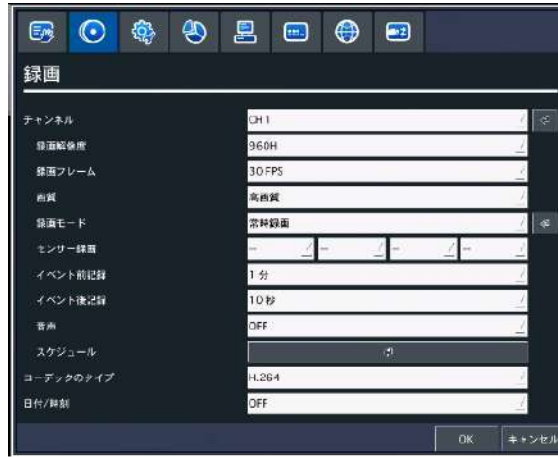 録画
チャンネル CH 1
録画解像度 960H
録画フレーム 30 FPS
画質 高画質
録画モード 常時録画
センサー録画 -- -- -- --
イベント前記録 1 分
イベント後記録 10 秒
音声 OFF
スケジュール
コーデックのタイプ H.264
日付/時刻 OFF
OK キャンセル